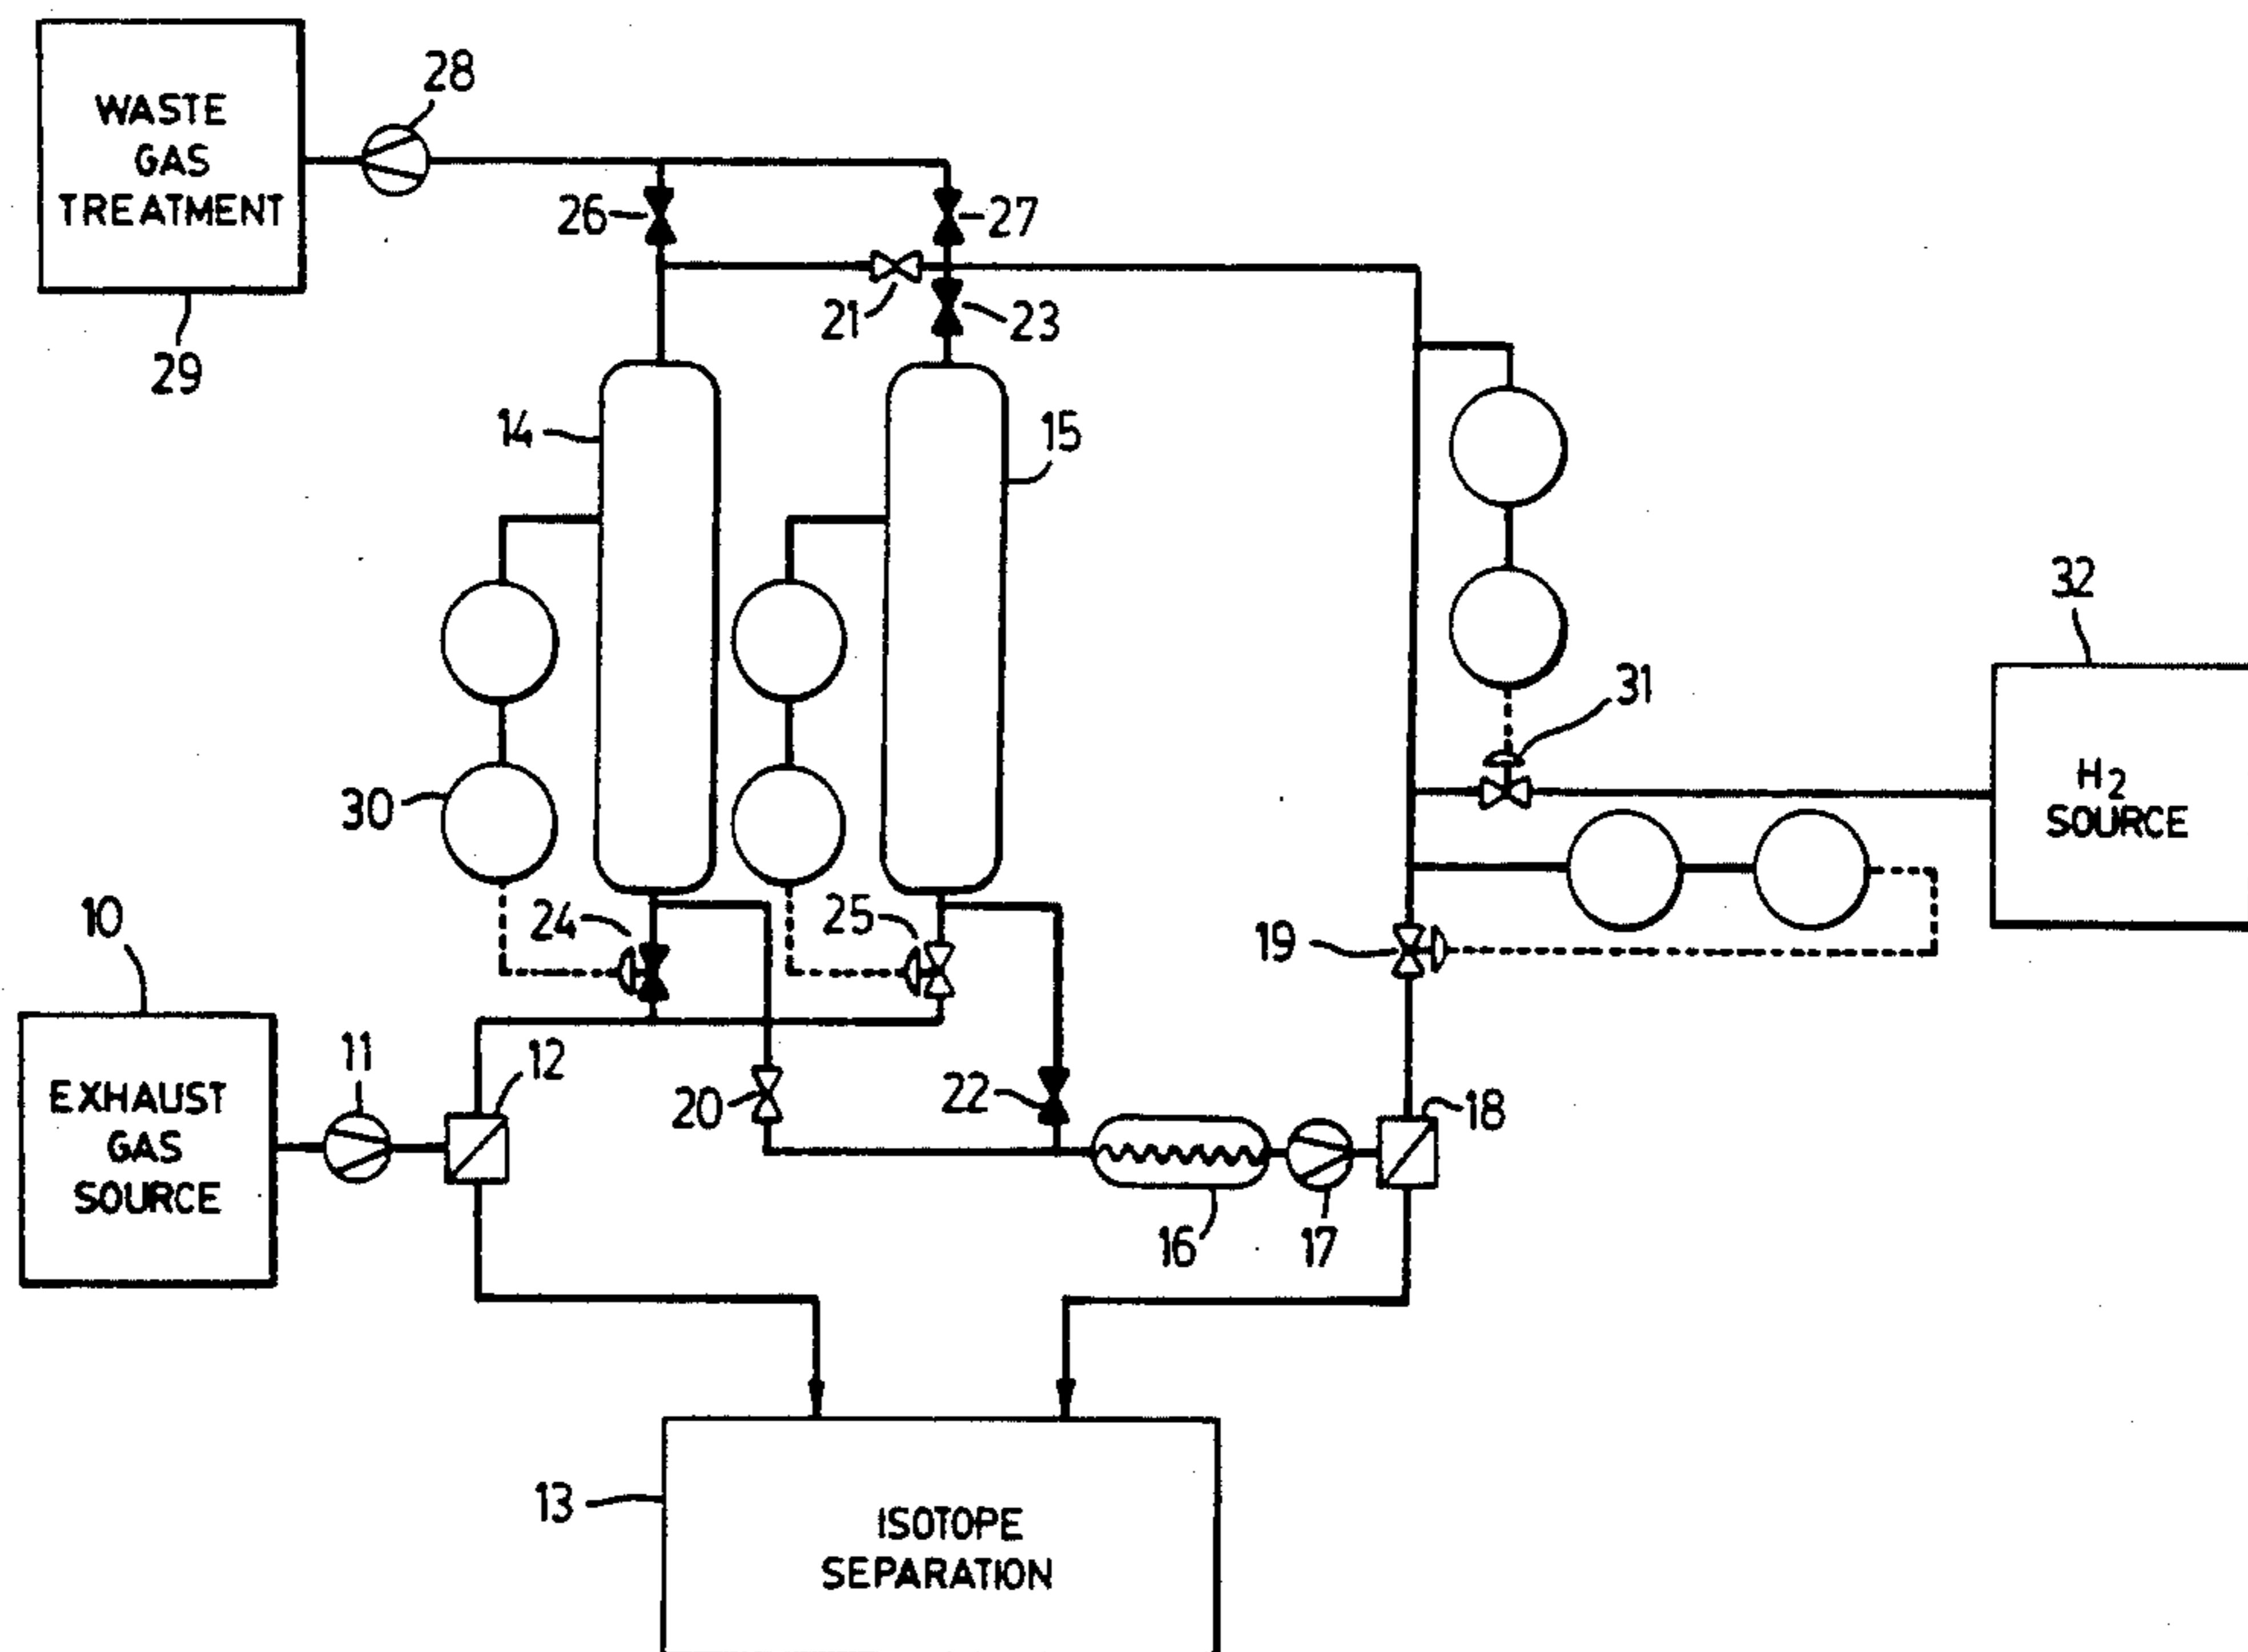 WASTE
GAS
TREATMENT
28
26
27
21
23
29
14
15
32
31
30
H2
SOURCE
24
25
19
10
11
12
20
22
18
EXHAUST
GAS
SOURCE
16
17
13
ISOTOPE
SEPARATION